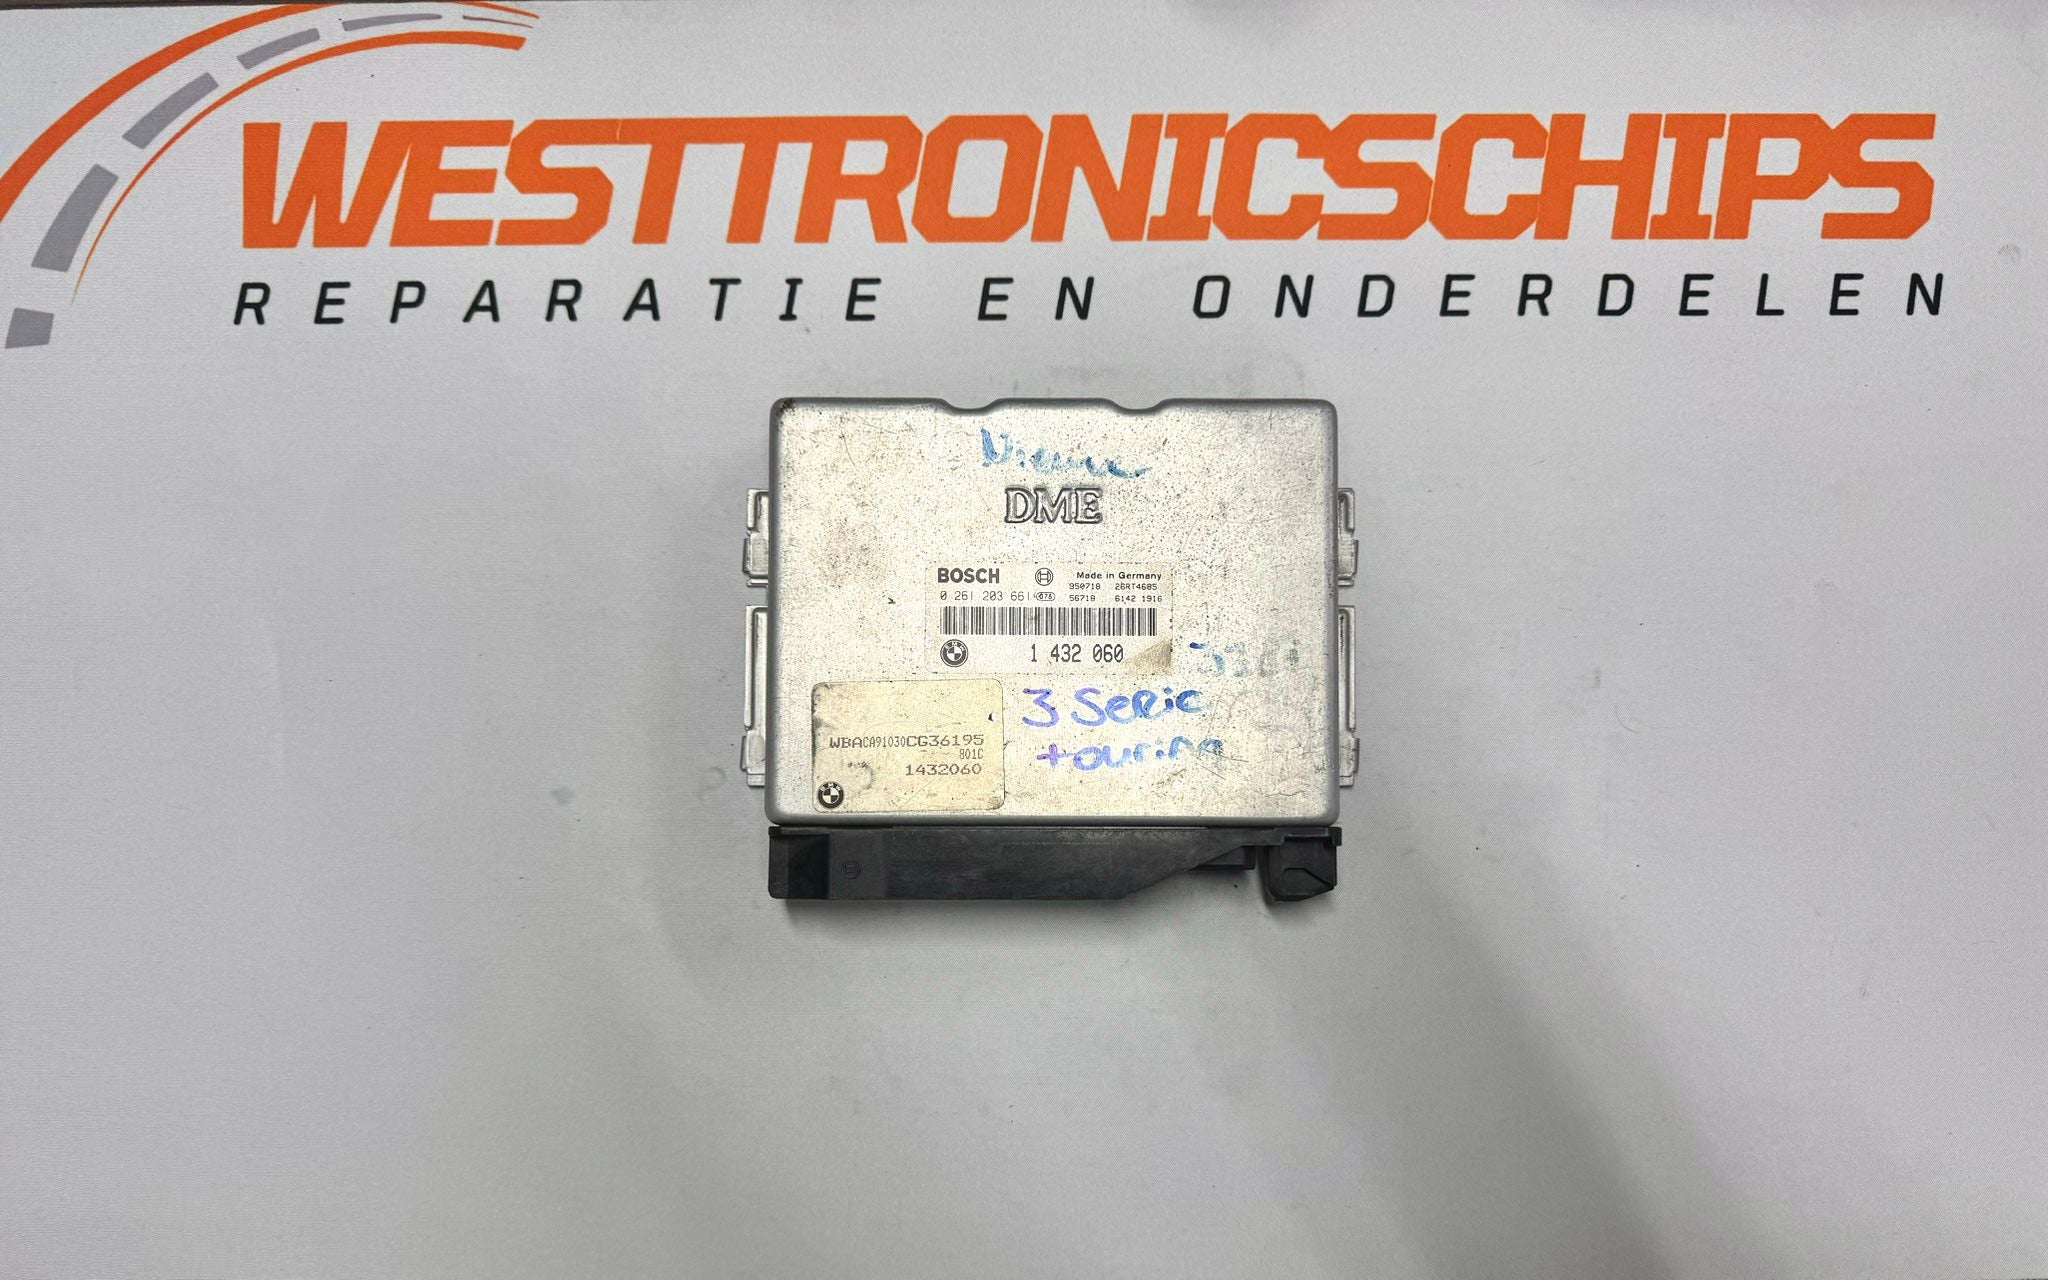 WESTTRONICSCHIPS
REPARATIE EN ONDERDELEN
DME
BOSCH Made in Germany
950718 26RT4685
0 261 203 661 56718 6142 1916
1 432 060
3 Serie
touring
WBACA91030CG36195
801C
1432060